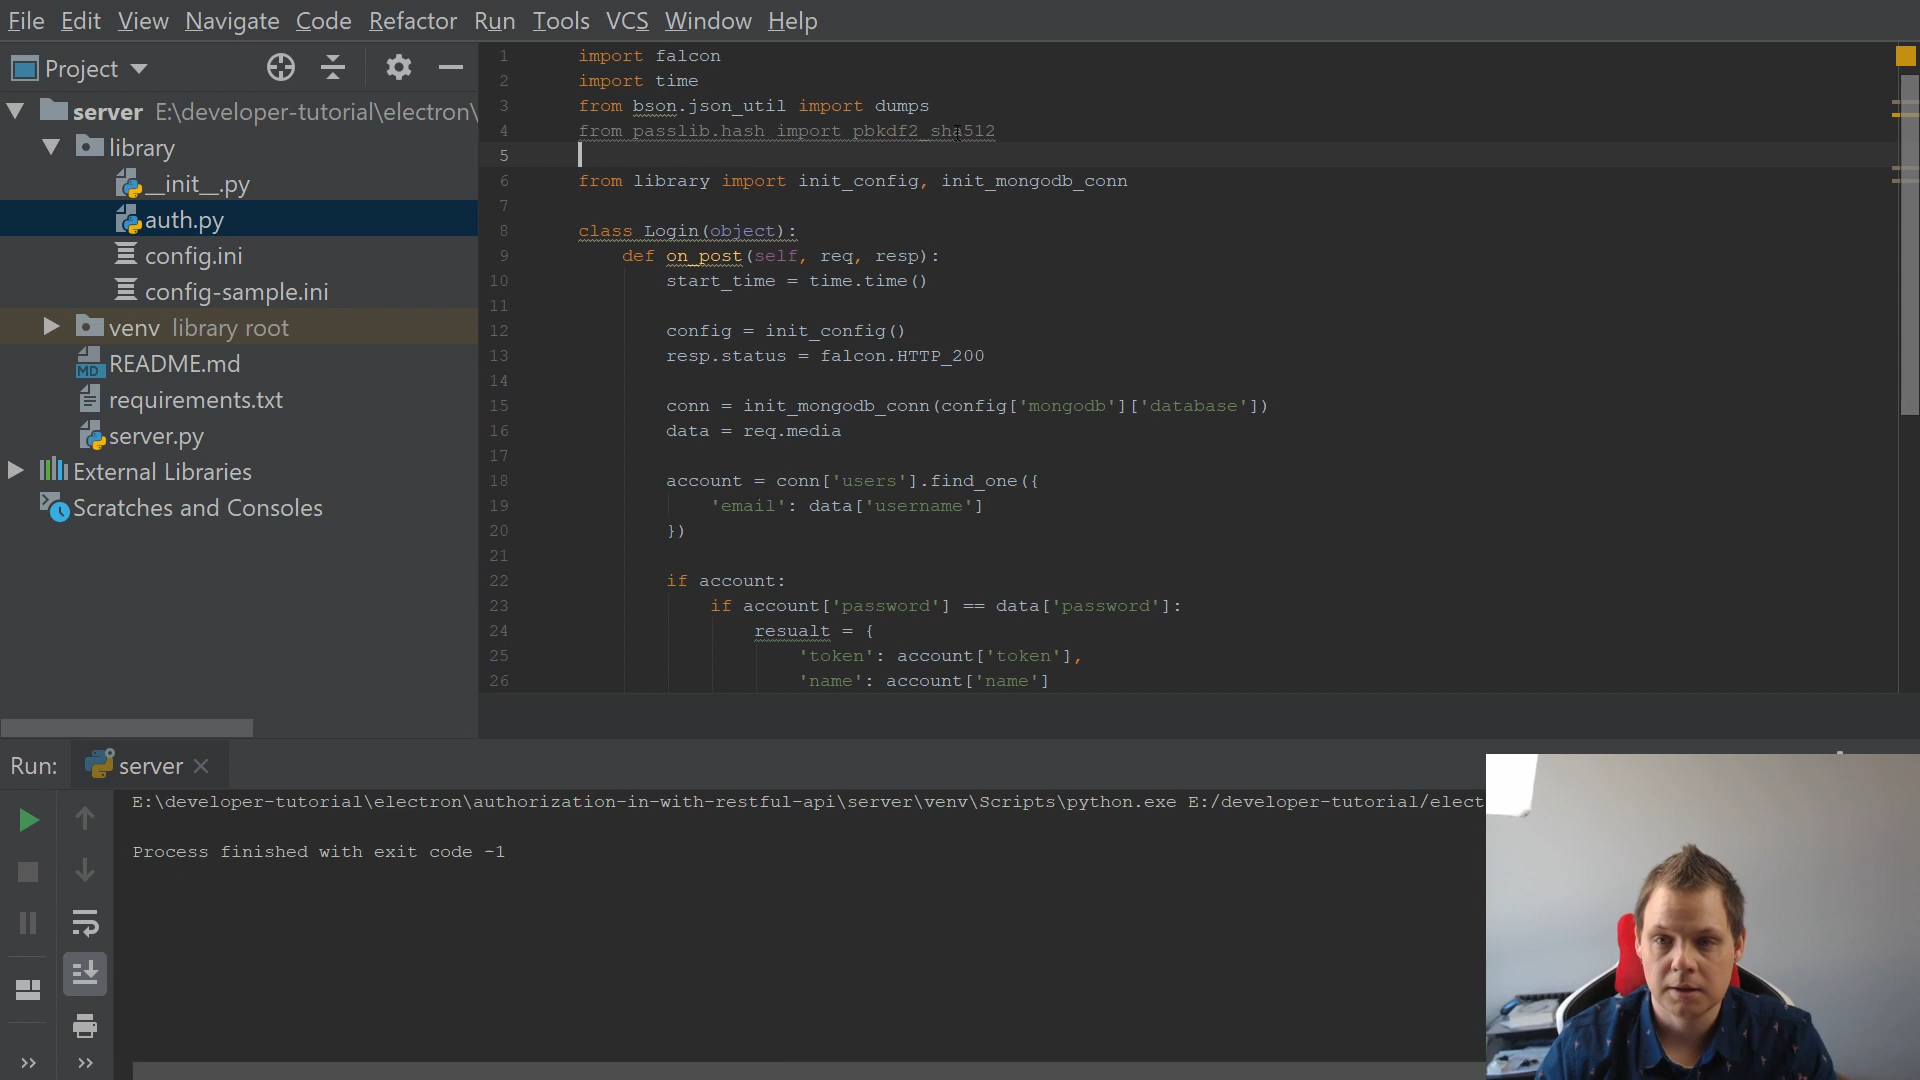 File Edit View Navigate Code Refactor Run Tools VCS Window Help
Project
server E:\developer-tutorial\electron\
library
__init__.py
auth.py
config.ini
config-sample.ini
venv library root
MD README.md
requirements.txt
server.py
External Libraries
Scratches and Consoles
1 import falcon
2 import time
3 from bson.json_util import dumps
4 from passlib.hash import pbkdf2_sha512
5
6 from library import init_config, init_mongodb_conn
7
8 class Login(object):
9 def on_post(self, req, resp):
10 start_time = time.time()
11
12 config = init_config()
13 resp.status = falcon.HTTP_200
14
15 conn = init_mongodb_conn(config['mongodb']['database'])
16 data = req.media
17
18 account = conn['users'].find_one({
19 'email': data['username']
20 })
21
22 if account:
23 if account['password'] == data['password']:
24 resualt = {
25 'token': account['token'],
26 'name': account['name']
Run: server
E:\developer-tutorial\electron\authorization-in-with-restful-api\server\venv\Scripts\python.exe E:/developer-tutorial/elect
Process finished with exit code -1